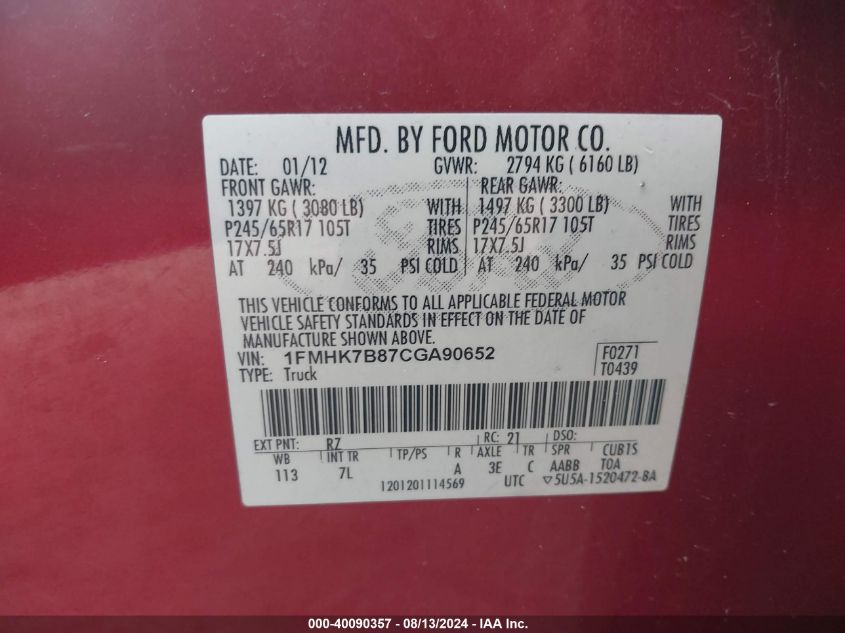 MFD. BY FORD MOTOR CO.
DATE: 01/12 GVWR: 2794 KG ( 6160 LB)
FRONT GAWR: REAR GAWR:
1397 KG ( 3080 LB) WITH 1497 KG ( 3300 LB) WITH
P245/65R17 105T TIRES P245/65R17 105T TIRES
17X7.5J RIMS 17X7.5J RIMS
AT 240 kPa/ 35 PSI COLD AT 240 kPa/ 35 PSI COLD
THIS VEHICLE CONFORMS TO ALL APPLICABLE FEDERAL MOTOR
VEHICLE SAFETY STANDARDS IN EFFECT ON THE DATE OF
MANUFACTURE SHOWN ABOVE.
VIN: 1FMHK7B87CGA90652 F0271
TYPE: Truck T0439
EXT PNT: RZ RC: 21 DSO:
WB INT TR TP/PS R AXLE TR SPR CUBTS
113 7L A 3E C AABB TOA
1201201114569 UTC ▽5U5A-1520472-BA
000-40090357 - 08/13/2024 - IAA Inc.